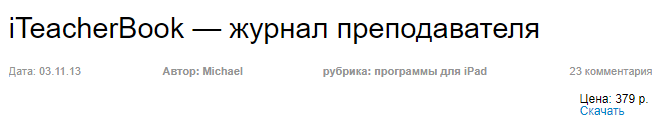 iTeacherBook — журнал преподавателя
Дата: 03.11.13 Автор: Michael рубрика: программы для iPad 23 комментария
Цена: 379 р.
Скачать